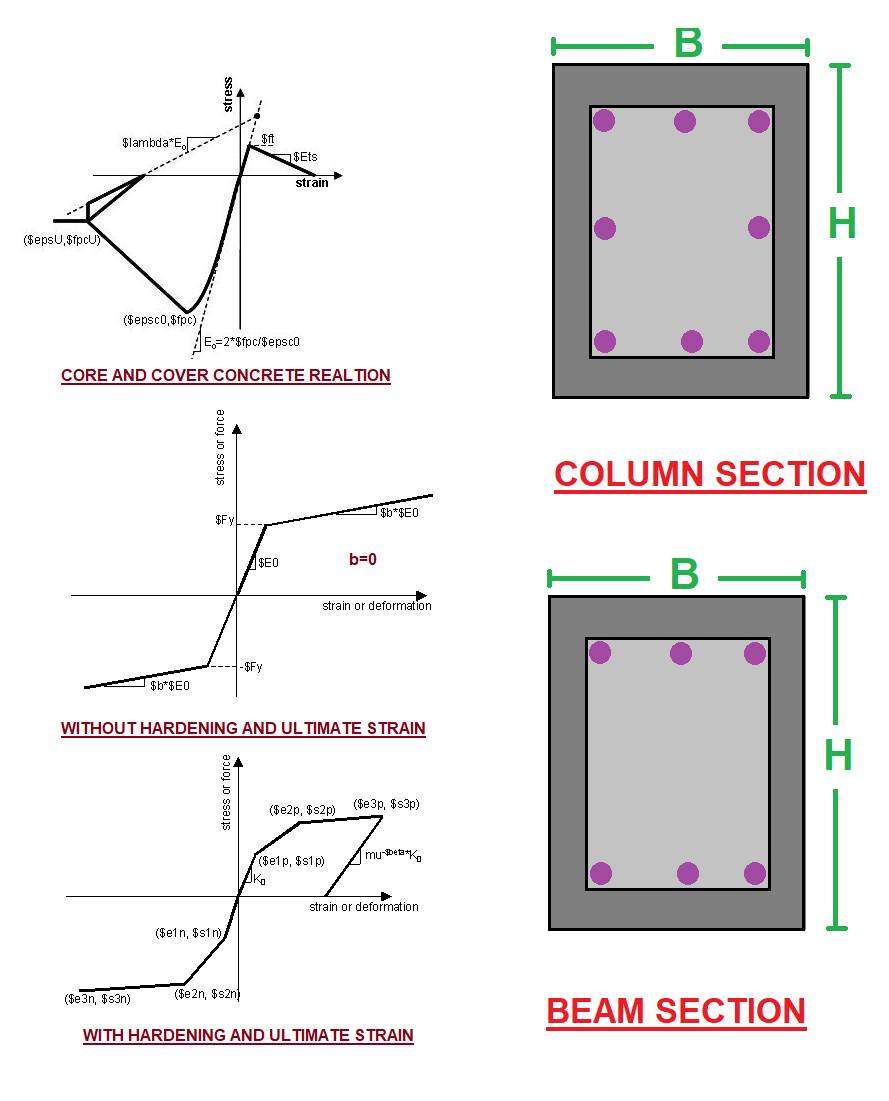 stress
$lambda*E₀
$ft
$Ets
strain
($epsU,$fpcU)
($epsc0,$fpc)
E₀=2*$fpc/$epsc0
CORE AND COVER CONCRETE REALTION
stress or force
$Fy
$b*$E0
$E0
b=0
strain or deformation
-$Fy
$b*$E0
WITHOUT HARDENING AND ULTIMATE STRAIN
stress or force
($e2p, $s2p)
($e3p, $s3p)
($e1p, $s1p)
mu-$beta*K0
K0
strain or deformation
($e1n, $s1n)
($e2n, $s2n)
($e3n, $s3n)
WITH HARDENING AND ULTIMATE STRAIN
B
H
COLUMN SECTION
B
H
BEAM SECTION